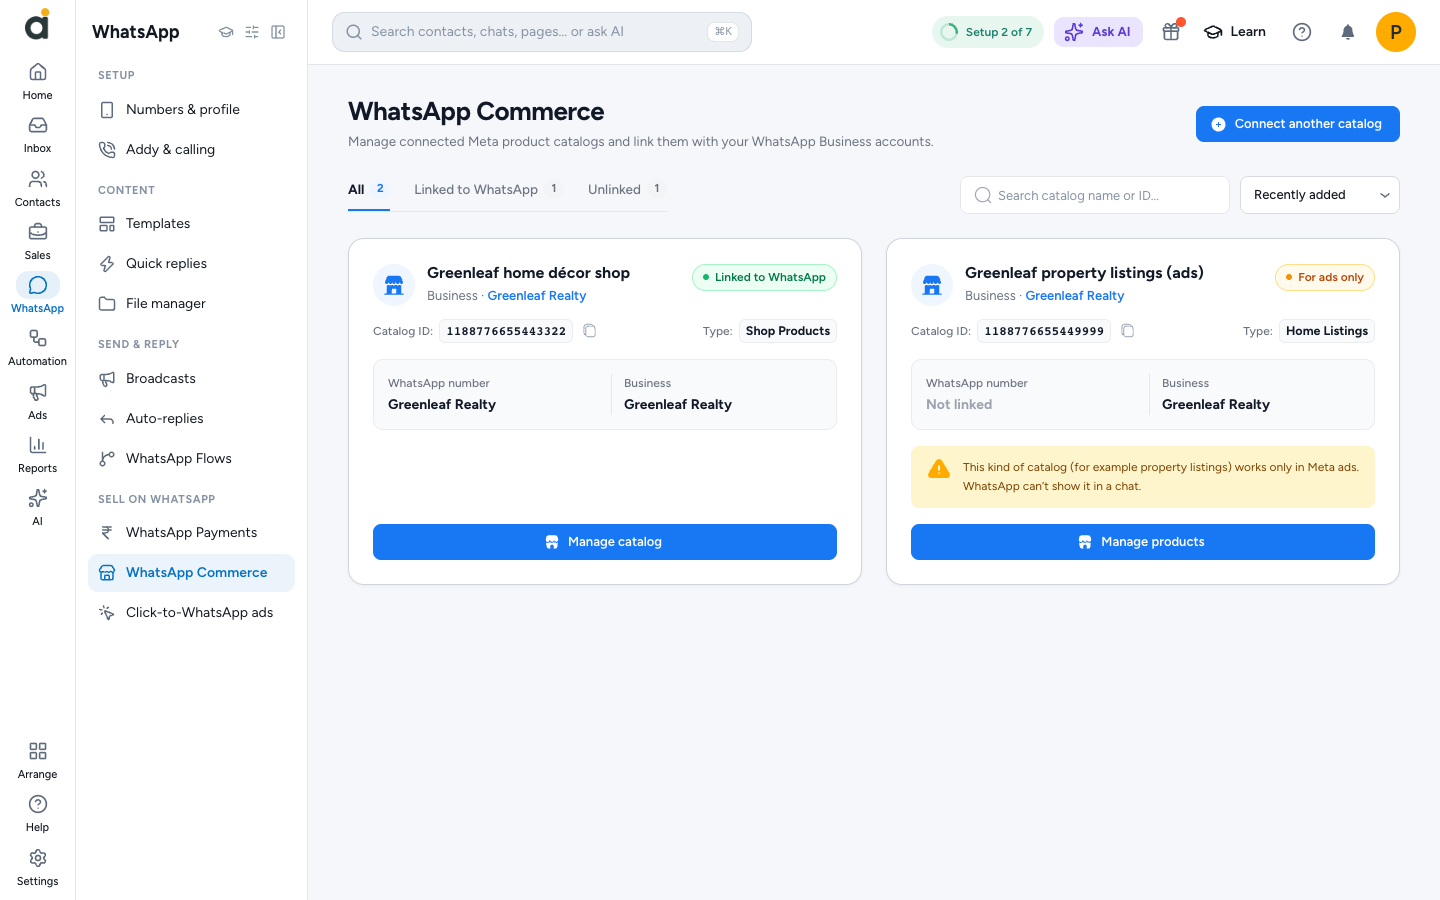 Home
Inbox
Contacts
Sales
WhatsApp
Automation
Ads
Reports
AI
Arrange
Help
Settings
WhatsApp
SETUP
Numbers & profile
Addy & calling
CONTENT
Templates
Quick replies
File manager
SEND & REPLY
Broadcasts
Auto-replies
WhatsApp Flows
SELL ON WHATSAPP
WhatsApp Payments
WhatsApp Commerce
Click-to-WhatsApp ads
Search contacts, chats, pages... or ask AI ⌘K
Setup 2 of 7
Ask AI
Learn
P
WhatsApp Commerce
Manage connected Meta product catalogs and link them with your WhatsApp Business accounts.
Connect another catalog
All 2 Linked to WhatsApp 1 Unlinked 1
Search catalog name or ID...
Recently added
Greenleaf home décor shop
Linked to WhatsApp
Business · Greenleaf Realty
Catalog ID: 1188776655443322 Type: Shop Products
WhatsApp number
Greenleaf Realty
Business
Greenleaf Realty
Manage catalog
Greenleaf property listings (ads)
For ads only
Business · Greenleaf Realty
Catalog ID: 1188776655449999 Type: Home Listings
WhatsApp number
Not linked
Business
Greenleaf Realty
This kind of catalog (for example property listings) works only in Meta ads.
WhatsApp can't show it in a chat.
Manage products